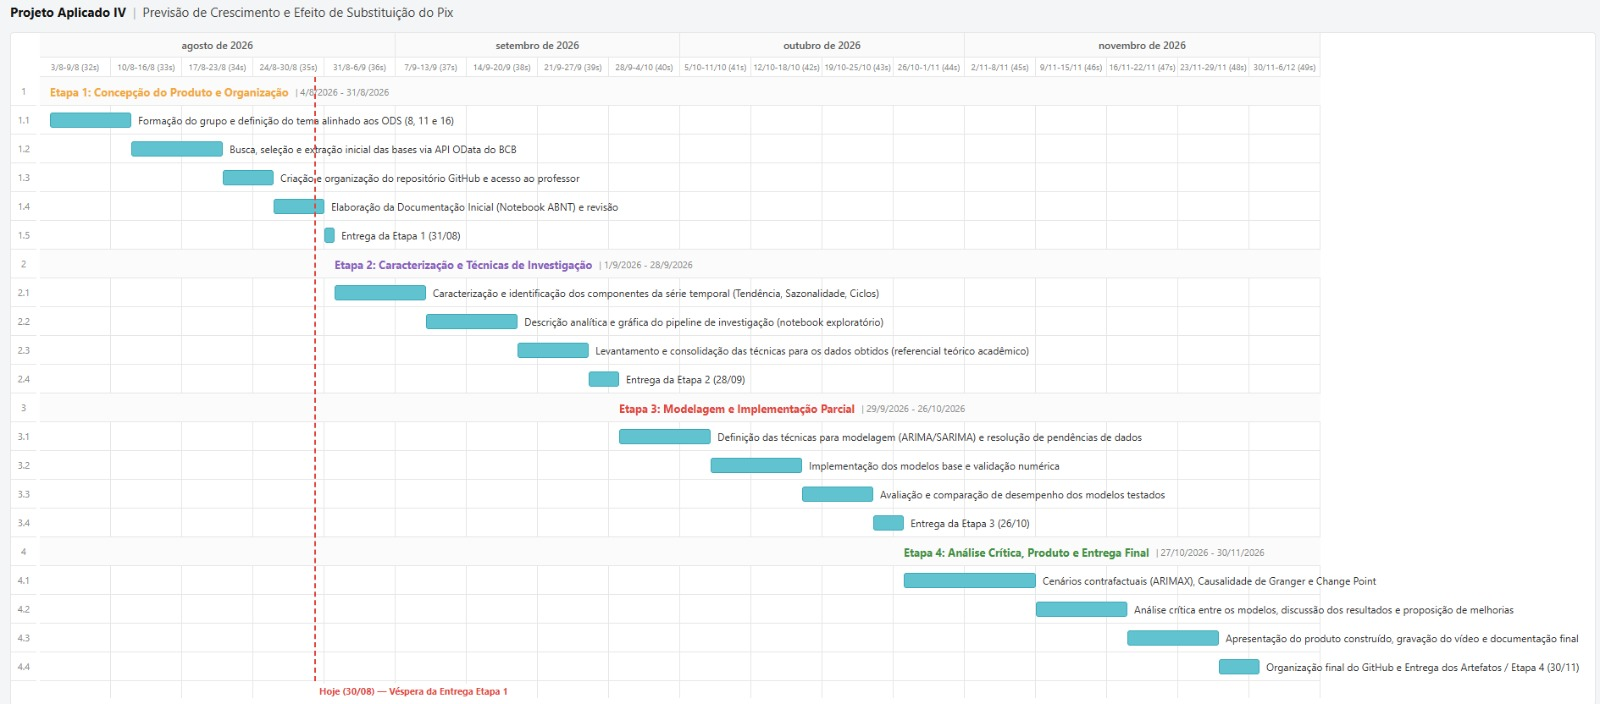 Projeto Aplicado IV | Previsão de Crescimento e Efeito de Substituição do Pix
agosto de 2026 setembro de 2026 outubro de 2026 novembro de 2026
3/8-9/8 (32s) 10/8-16/8 (33s) 17/8-23/8 (34s) 24/8-30/8 (35s) 31/8-6/9 (36s) 7/9-13/9 (37s) 14/9-20/9 (38s) 21/9-27/9 (39s) 28/9-4/10 (40s) 5/10-11/10 (41s) 12/10-18/10 (42s) 19/10-25/10 (43s) 26/10-1/11 (44s) 2/11-8/11 (45s) 9/11-15/11 (46s) 16/11-22/11 (47s) 23/11-29/11 (48s) 30/11-6/12 (49s)
1 Etapa 1: Concepção do Produto e Organização | 4/8/2026 - 31/8/2026
1.1 Formação do grupo e definição do tema alinhado aos ODS (8, 11 e 16)
1.2 Busca, seleção e extração inicial das bases via API OData do BCB
1.3 Criação e organização do repositório GitHub e acesso ao professor
1.4 Elaboração da Documentação Inicial (Notebook ABNT) e revisão
1.5 Entrega da Etapa 1 (31/08)
2 Etapa 2: Caracterização e Técnicas de Investigação | 1/9/2026 - 28/9/2026
2.1 Caracterização e identificação dos componentes da série temporal (Tendência, Sazonalidade, Ciclos)
2.2 Descrição analítica e gráfica do pipeline de investigação (notebook exploratório)
2.3 Levantamento e consolidação das técnicas para os dados obtidos (referencial teórico acadêmico)
2.4 Entrega da Etapa 2 (28/09)
3 Etapa 3: Modelagem e Implementação Parcial | 29/9/2026 - 26/10/2026
3.1 Definição das técnicas para modelagem (ARIMA/SARIMA) e resolução de pendências de dados
3.2 Implementação dos modelos base e validação numérica
3.3 Avaliação e comparação de desempenho dos modelos testados
3.4 Entrega da Etapa 3 (26/10)
4 Etapa 4: Análise Crítica, Produto e Entrega Final | 27/10/2026 - 30/11/2026
4.1 Cenários contrafactuais (ARIMAX), Causalidade de Granger e Change Point
4.2 Análise crítica entre os modelos, discussão dos resultados e proposição de melhorias
4.3 Apresentação do produto construído, gravação do vídeo e documentação final
4.4 Organização final do GitHub e Entrega dos Artefatos / Etapa 4 (30/11)
Hoje (30/08) — Véspera da Entrega Etapa 1